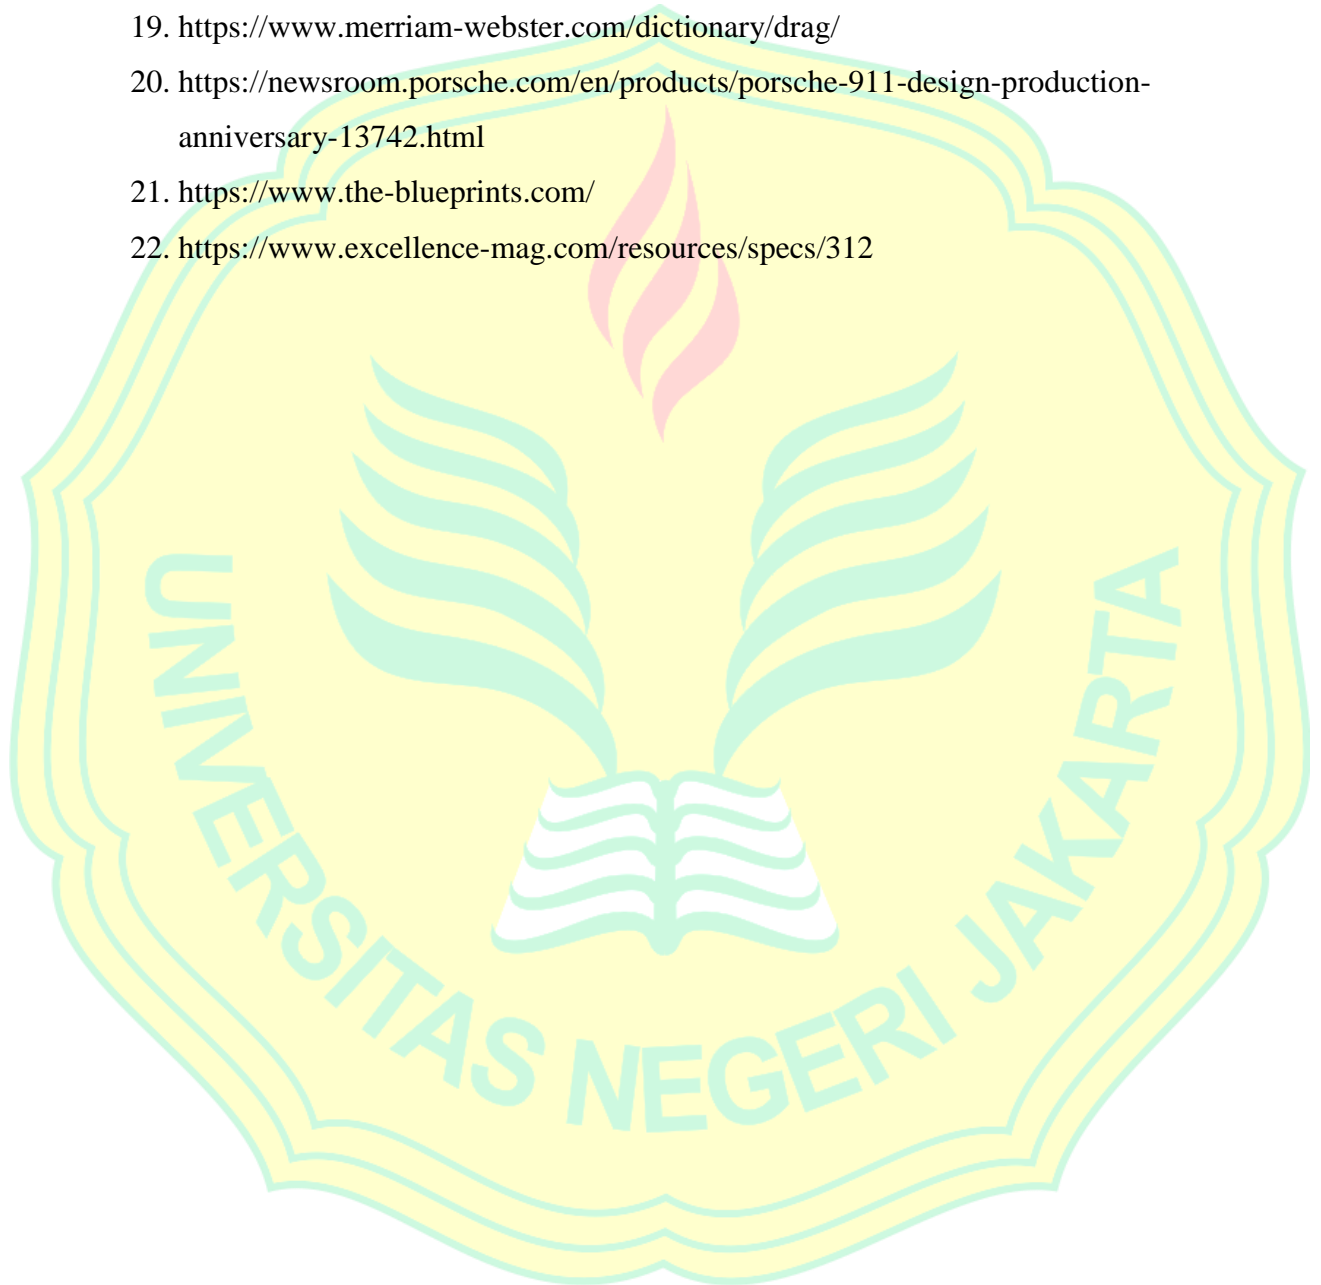 19. https://www.merriam-webster.com/dictionary/drag/
20. https://newsroom.porsche.com/en/products/porsche-911-design-production-
anniversary-13742.html
21. https://www.the-blueprints.com/
22. https://www.excellence-mag.com/resources/specs/312
UNIVERSITAS NEGERI JAKARTA